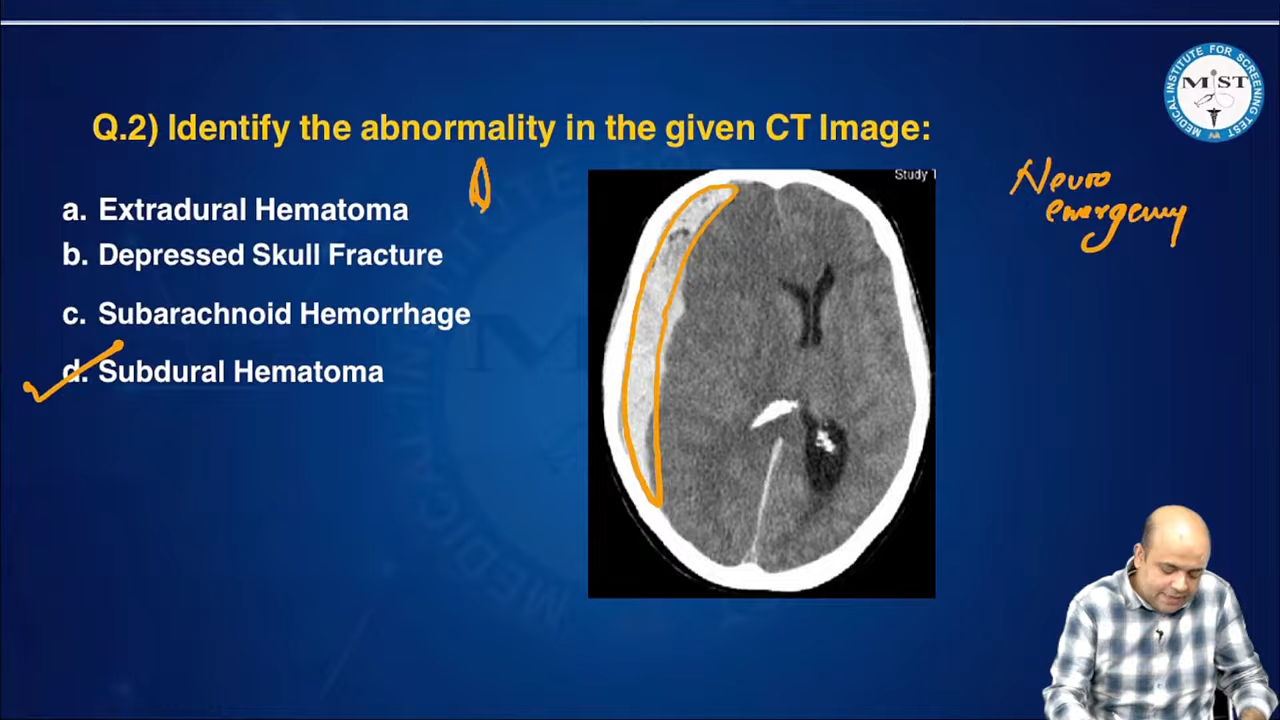 Q.2) Identify the abnormality in the given CT Image:
a. Extradural Hematoma
b. Depressed Skull Fracture
c. Subarachnoid Hemorrhage
d. Subdural Hematoma
Study 1
Neuro
emergency
MIST
MEDICAL INSTITUTE FOR SCREENING TEST